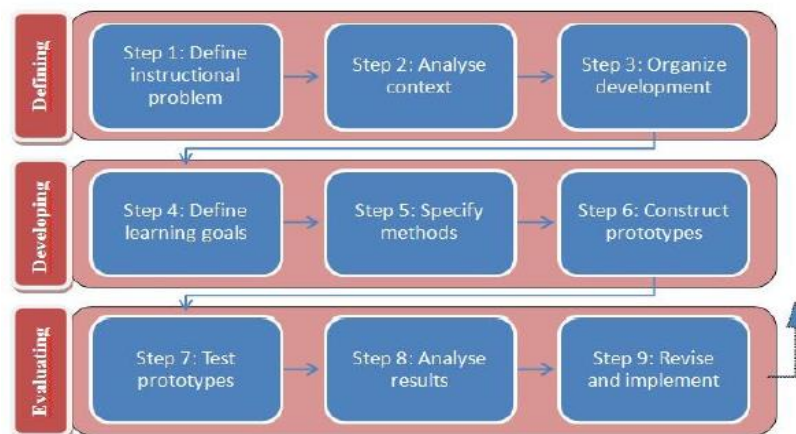 Defining
Step 1: Define
instructional
problem
Step 2: Analyse
context
Step 3: Organize
development
Developing
Step 4: Define
learning goals
Step 5: Specify
methods
Step 6: Construct
prototypes
Evaluating
Step 7: Test
prototypes
Step 8: Analyse
results
Step 9: Revise
and implement